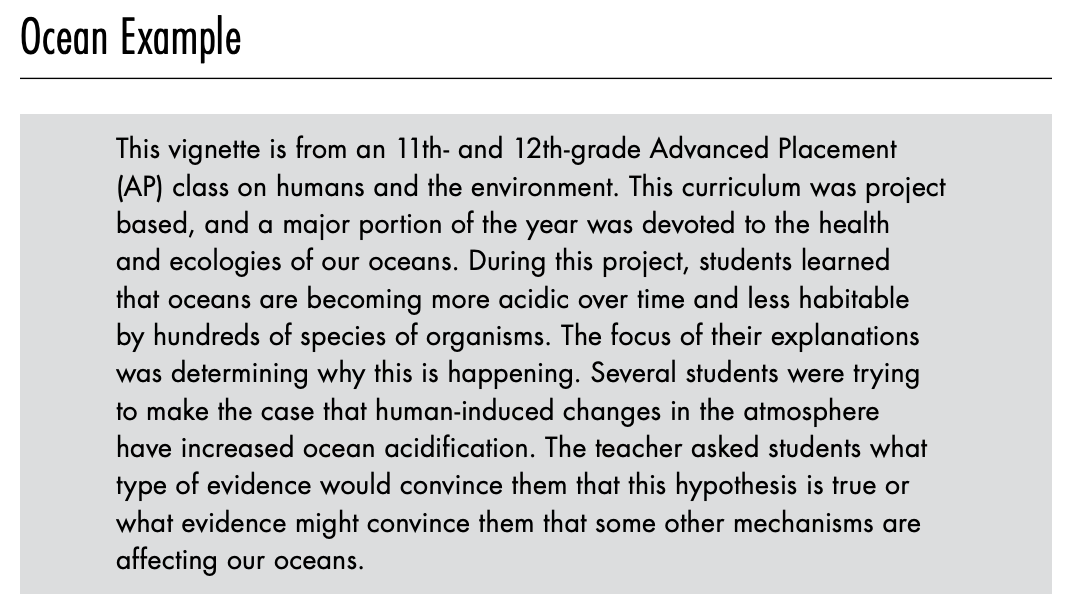 Ocean Example
This vignette is from an 11th- and 12th-grade Advanced Placement
(AP) class on humans and the environment. This curriculum was project
based, and a major portion of the year was devoted to the health
and ecologies of our oceans. During this project, students learned
that oceans are becoming more acidic over time and less habitable
by hundreds of species of organisms. The focus of their explanations
was determining why this is happening. Several students were trying
to make the case that human-induced changes in the atmosphere
have increased ocean acidification. The teacher asked students what
type of evidence would convince them that this hypothesis is true or
what evidence might convince them that some other mechanisms are
affecting our oceans.